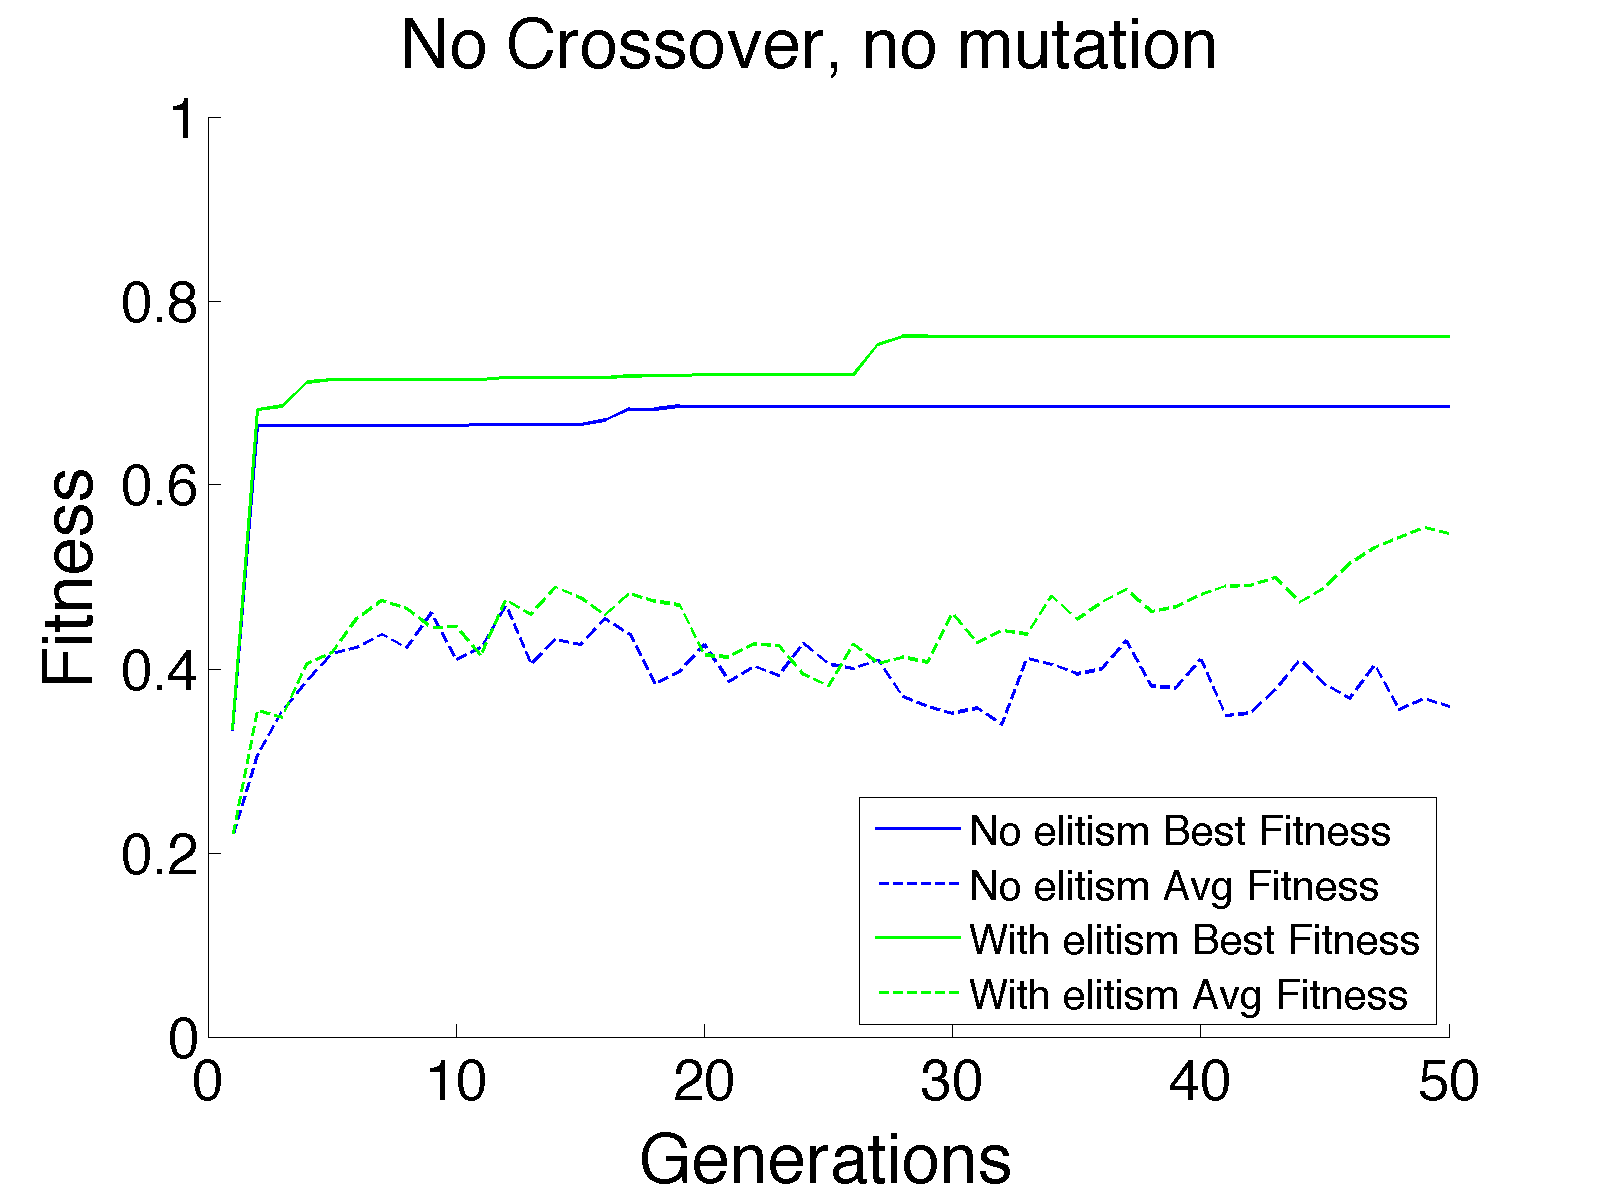 No Crossover, no mutation
1
0.8
0.6
0.4
0.2
0
Fitness
No elitism Best Fitness
No elitism Avg Fitness
With elitism Best Fitness
With elitism Avg Fitness
0 10 20 30 40 50
Generations